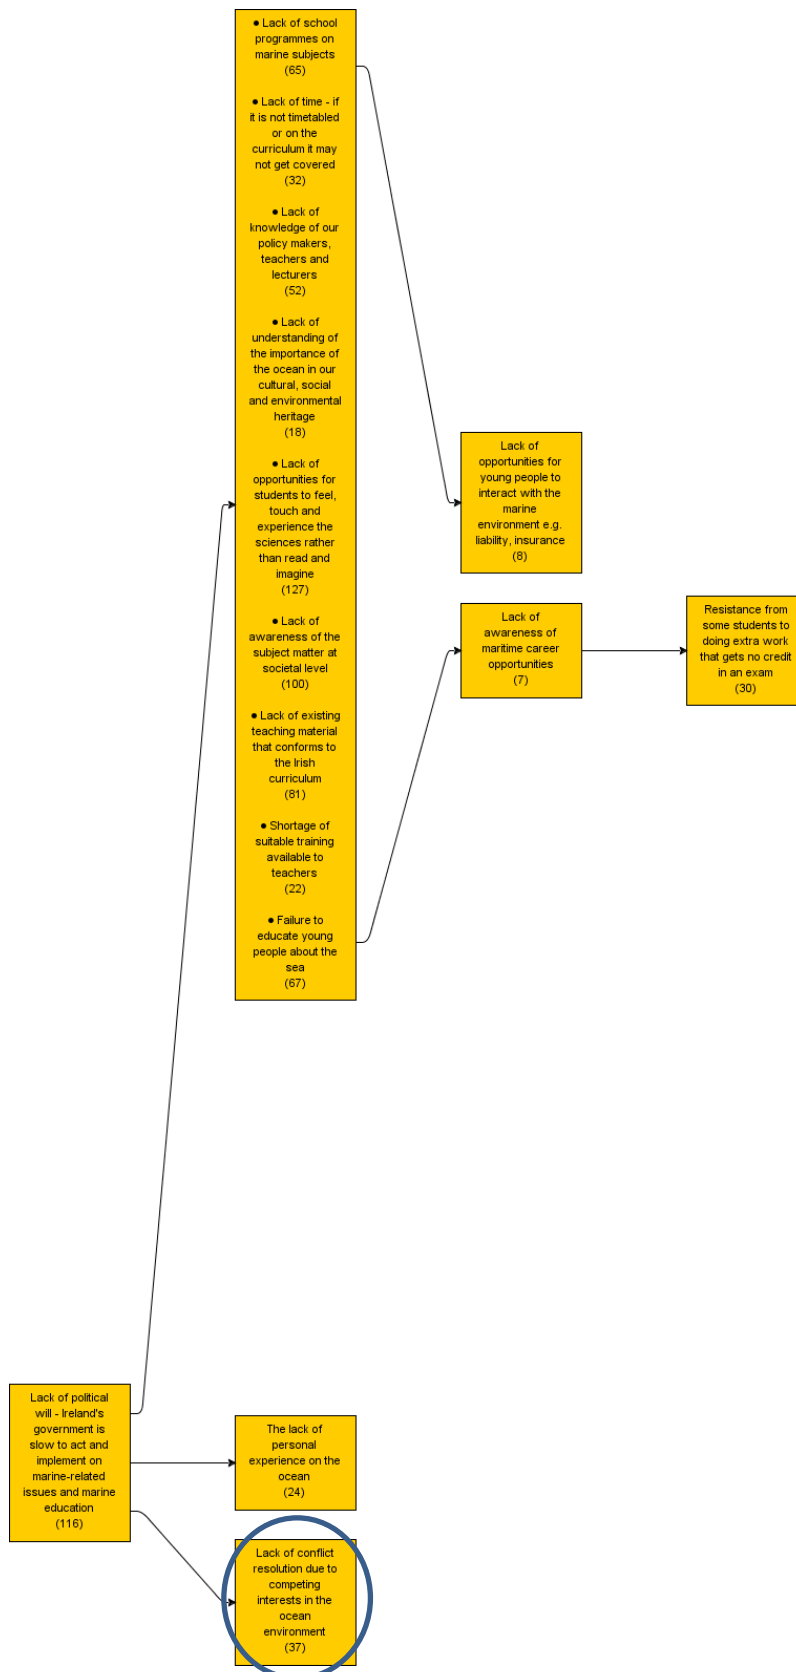 ● Lack of school
programmes on
marine subjects
(65)
● Lack of time - if
it is not timetabled
or on the
curriculum it may
not get covered
(32)
● Lack of
knowledge of our
policy makers,
teachers and
lecturers
(52)
● Lack of
understanding of
the importance of
the ocean in our
cultural, social
and environmental
heritage
(18)
● Lack of
opportunities for
students to feel,
touch and
experience the
sciences rather
than read and
imagine
(127)
● Lack of
awareness of the
subject matter at
societal level
(100)
● Lack of existing
teaching material
that conforms to
the Irish
curriculum
(81)
● Shortage of
suitable training
available to
teachers
(22)
● Failure to
educate young
people about the
sea
(67)
Lack of
opportunities for
young people to
interact with the
marine
environment e.g.
liability, insurance
(8)
Lack of
awareness of
maritime career
opportunities
(7)
Resistance from
some students to
doing extra work
that gets no credit
in an exam
(30)
Lack of political
will - Ireland's
government is
slow to act and
implement on
marine-related
issues and marine
education
(116)
The lack of
personal
experience on the
ocean
(24)
Lack of conflict
resolution due to
competing
interests in the
ocean
environment
(37)